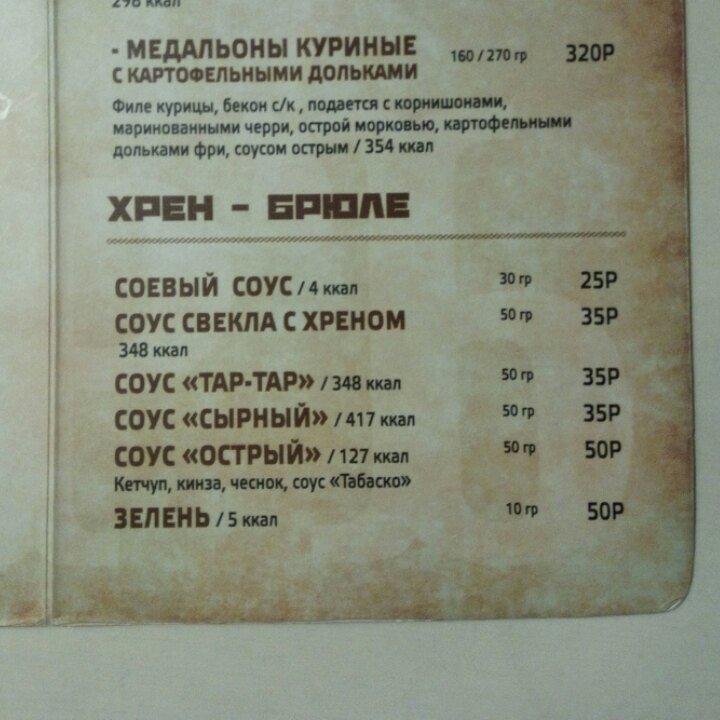 298 ккал
- МЕДАЛЬОНЫ КУРИНЫЕ 160 / 270 гр 320Р
С КАРТОФЕЛЬНЫМИ ДОЛЬКАМИ
Филе курицы, бекон с/к , подается с корнишонами,
маринованными черри, острой морковью, картофельными
дольками фри, соусом острым / 354 ккал
ХРЕН - БРЮЛЕ
СОЕВЫЙ СОУС / 4 ккал 30 гр 25Р
СОУС СВЕКЛА С ХРЕНОМ 50 гр 35Р
348 ккал
СОУС «ТАР-ТАР» / 348 ккал 50 гр 35Р
СОУС «СЫРНЫЙ» / 417 ккал 50 гр 35Р
СОУС «ОСТРЫЙ» / 127 ккал 50 гр 50Р
Кетчуп, кинза, чеснок, соус «Табаско»
ЗЕЛЕНЬ / 5 ккал 10 гр 50Р